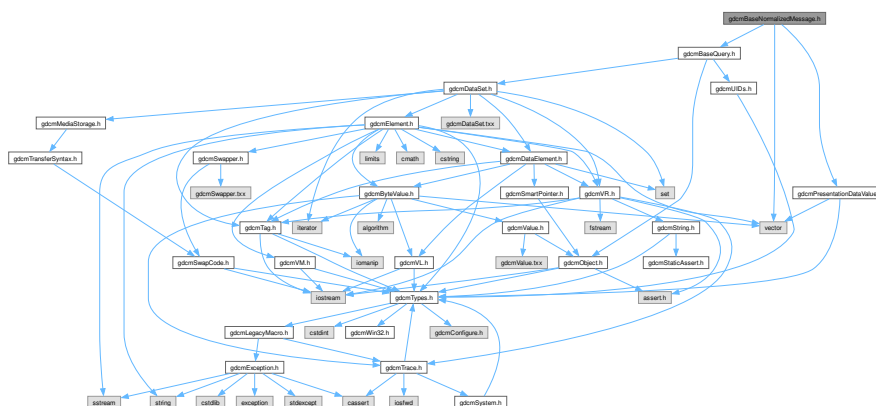 gdcmBaseNormalizedMessage.h
gdcmBaseQuery.h
gdcmDataSet.h
gdcmUIDs.h
gdcmMediaStorage.h
gdcmElement.h
gdcmDataSet.txx
gdcmTransferSyntax.h
gdcmSwapper.h
limits
cmath
cstring
gdcmDataElement.h
gdcmSwapper.txx
gdcmByteValue.h
gdcmSmartPointer.h
gdcmVR.h
set
gdcmPresentationDataValue
gdcmTag.h
iterator
algorithm
gdcmValue.h
fstream
gdcmString.h
vector
gdcmSwapCode.h
gdcmVM.h
iomanip
gdcmVL.h
gdcmValue.txx
gdcmObject.h
gdcmStaticAssert.h
iostream
gdcmTypes.h
assert.h
gdcmLegacyMacro.h
cstdint
gdcmWin32.h
gdcmConfigure.h
gdcmException.h
gdcmTrace.h
sstream
string
cstdlib
exception
stdexcept
cassert
iosfwd
gdcmSystem.h